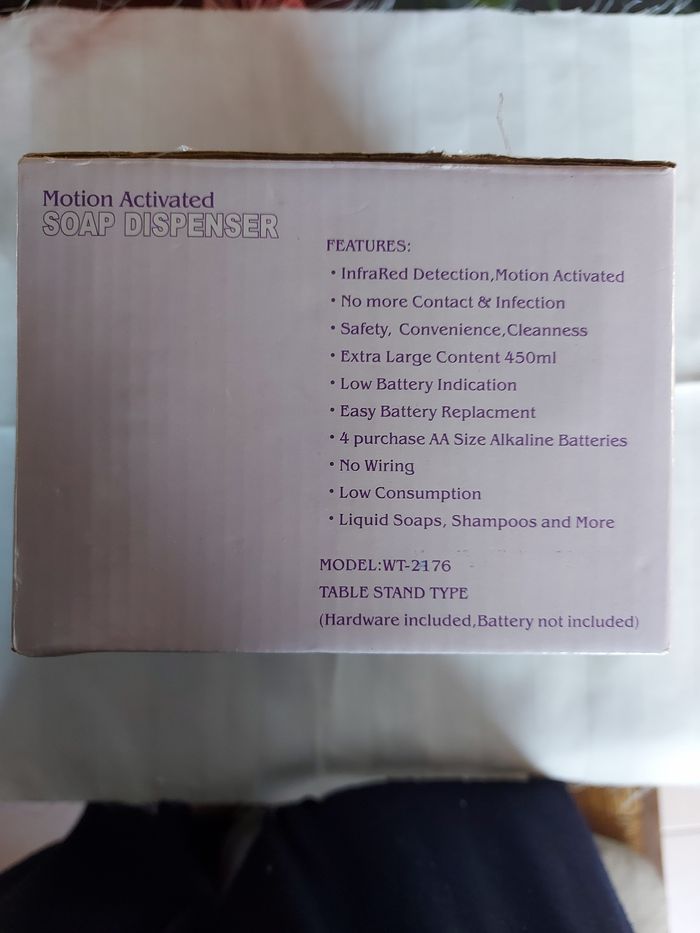 Motion Activated
SOAP DISPENSER
FEATURES:
• InfraRed Detection,Motion Activated
• No more Contact & Infection
• Safety, Convenience,Cleanness
• Extra Large Content 450ml
• Low Battery Indication
• Easy Battery Replacment
• 4 purchase AA Size Alkaline Batteries
• No Wiring
• Low Consumption
• Liquid Soaps, Shampoos and More
MODEL:WT-2176
TABLE STAND TYPE
(Hardware included,Battery not included)